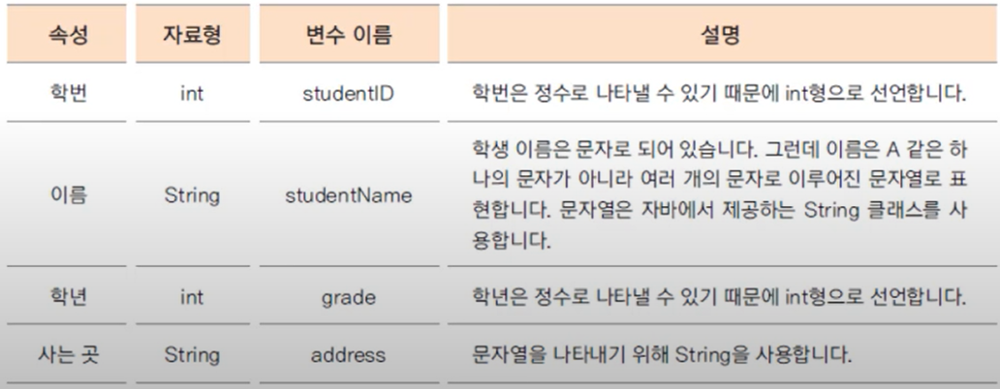 속성 자료형 변수 이름 설명
학번 int studentID 학번은 정수로 나타낼 수 있기 때문에 int형으로 선언합니다.
이름 String studentName 학생 이름은 문자로 되어 있습니다. 그런데 이름은 A 같은 하
나의 문자가 아니라 여러 개의 문자로 이루어진 문자열로 표
현합니다. 문자열은 자바에서 제공하는 String 클래스를 사
용합니다.
학년 int grade 학년은 정수로 나타낼 수 있기 때문에 int형으로 선언합니다.
사는 곳 String address 문자열을 나타내기 위해 String을 사용합니다.